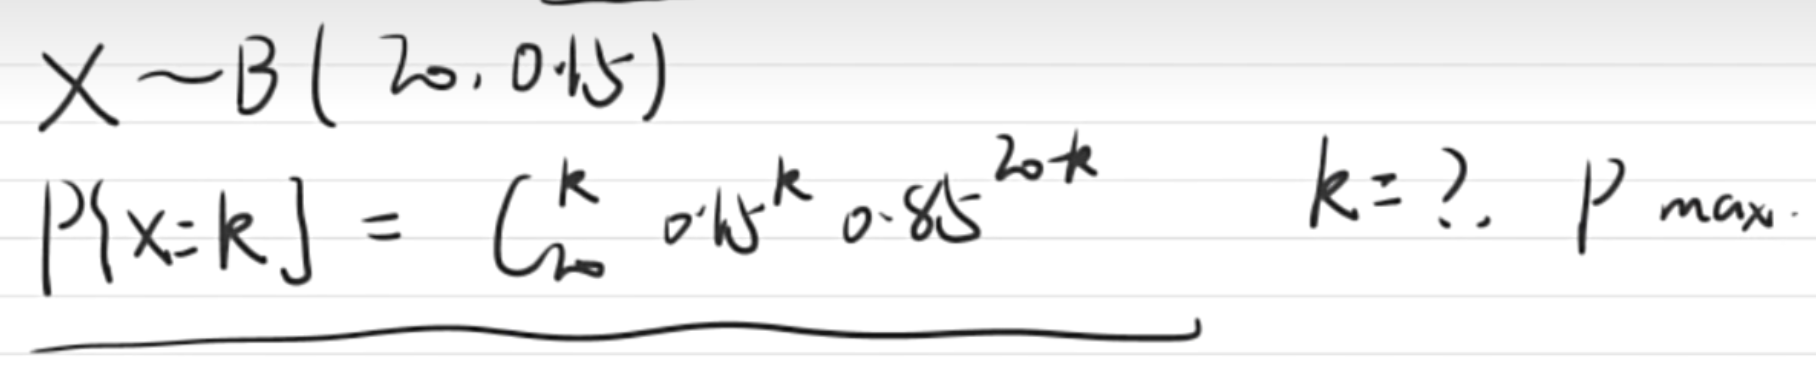 X ~ B ( 20, 0.15 )
P{X=k} = C₂₀ᵏ 0.15ᵏ 0.85²⁰⁻ᵏ k=?. P max.